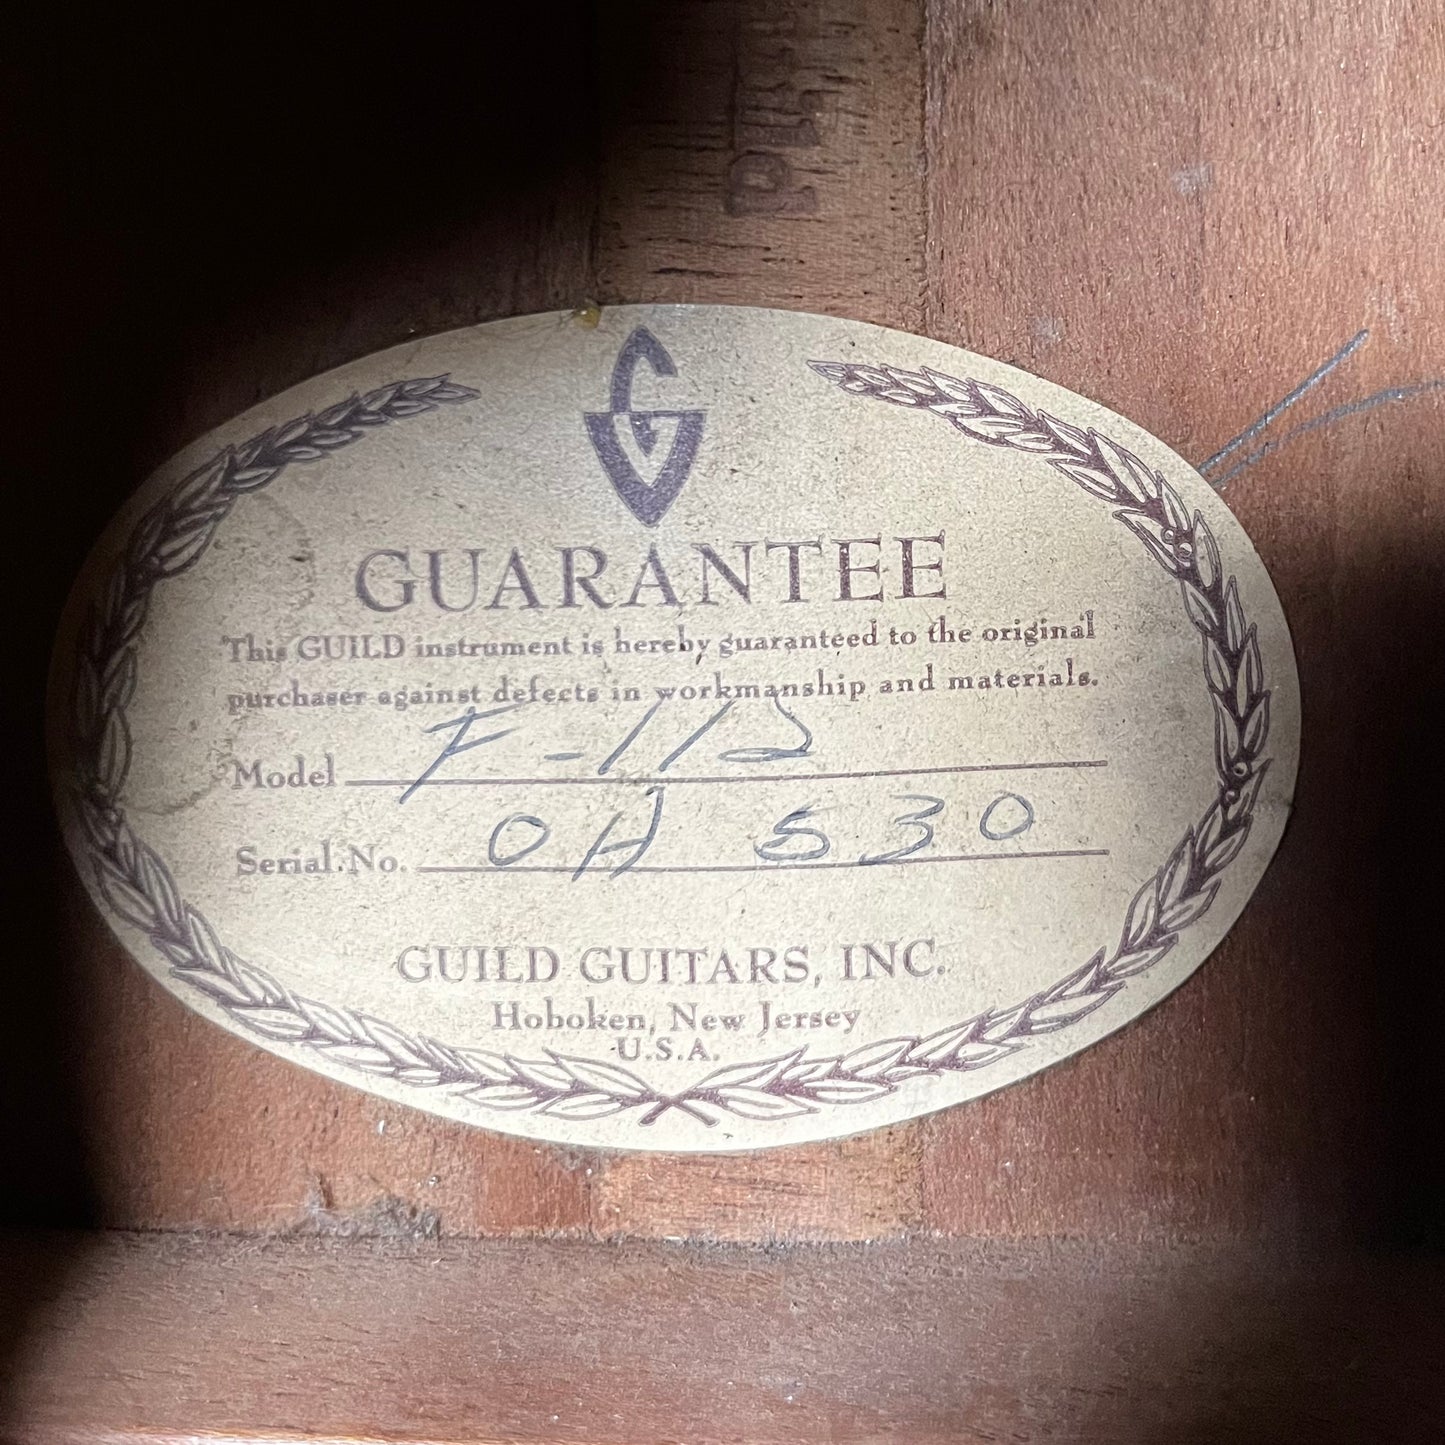 GUARANTEE
This GUILD instrument is hereby guaranteed to the original
purchaser against defects in workmanship and materials.
Model F-112
Serial No. OA 530
GUILD GUITARS, INC.
Hoboken, New Jersey
U.S.A.